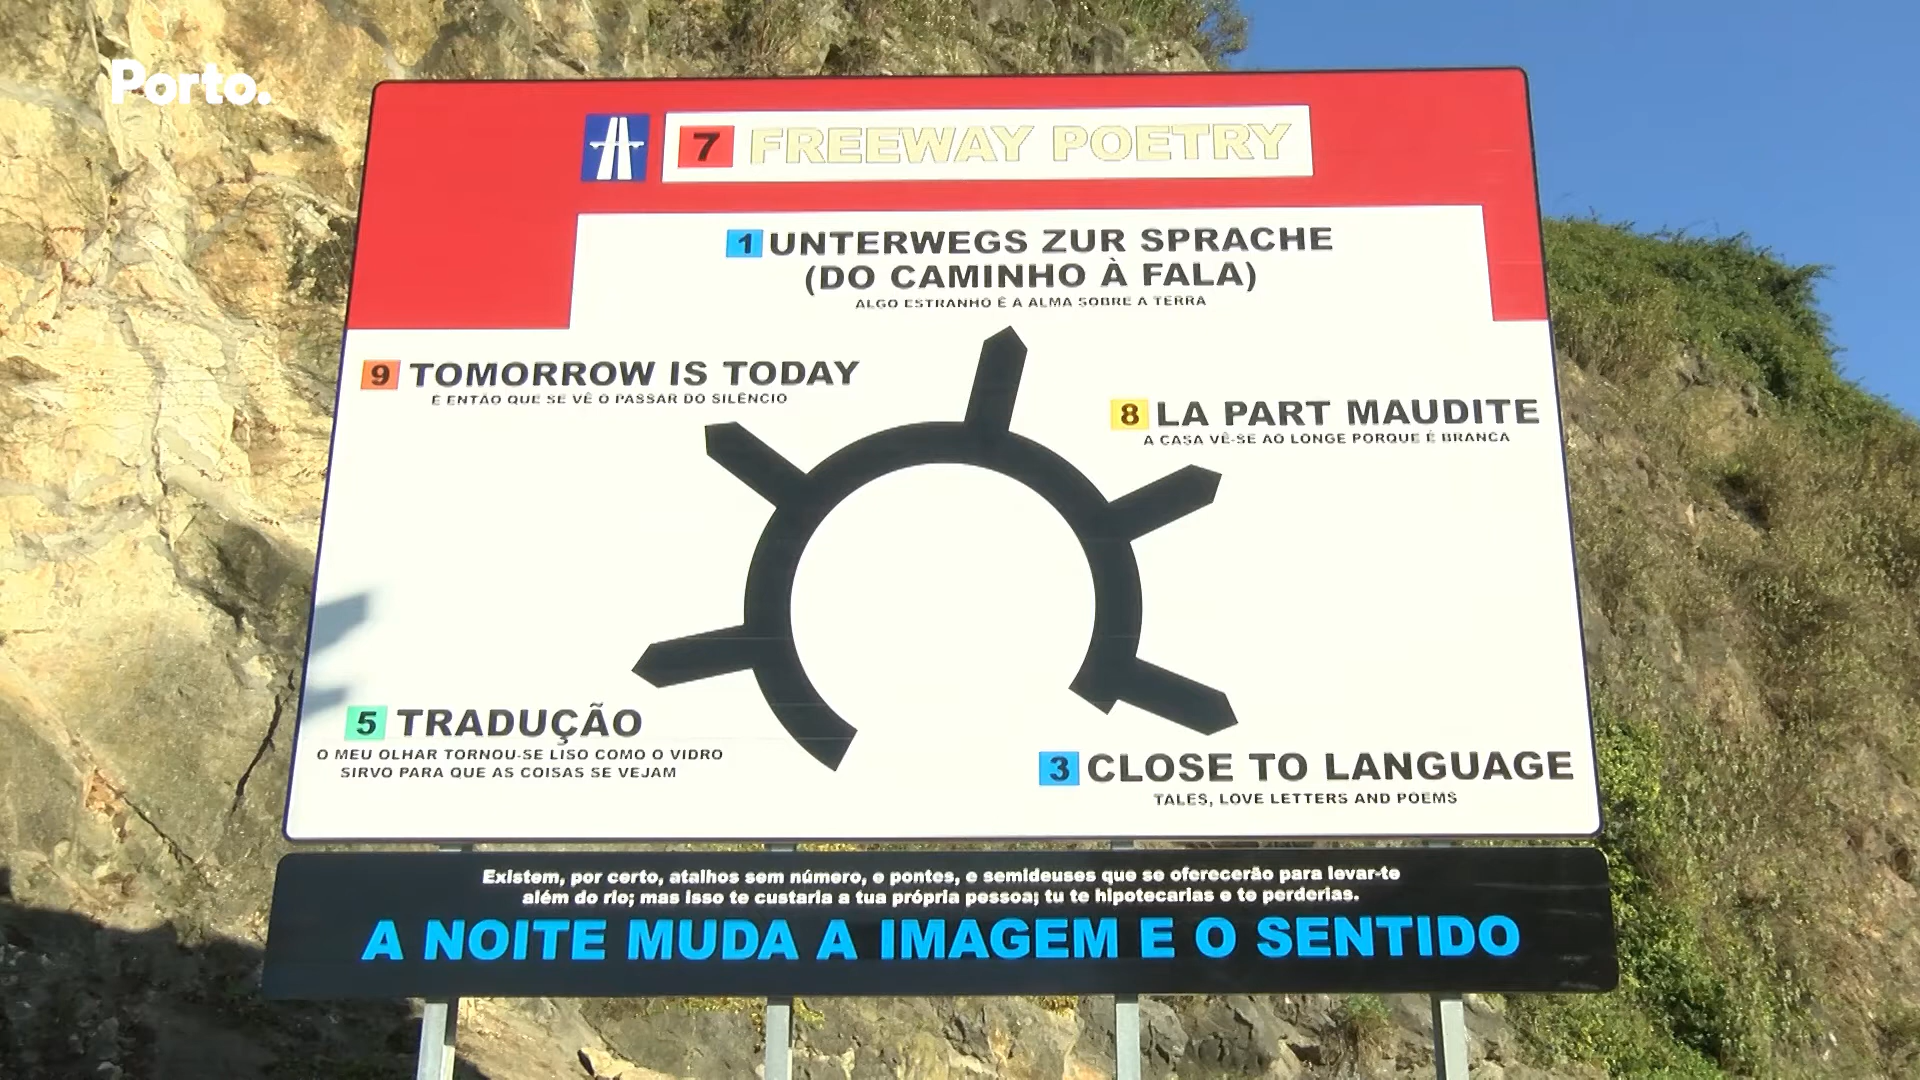 Porto.
7 FREEWAY POETRY
1 UNTERWEGS ZUR SPRACHE
(DO CAMINHO À FALA)
ALGO ESTRANHO É A ALMA SOBRE A TERRA
9 TOMORROW IS TODAY
É ENTÃO QUE SE VÊ O PASSAR DO SILÊNCIO
8 LA PART MAUDITE
A CASA VÊ-SE AO LONGE PORQUE É BRANCA
5 TRADUÇÃO
O MEU OLHAR TORNOU-SE LISO COMO O VIDRO
SIRVO PARA QUE AS COISAS SE VEJAM
3 CLOSE TO LANGUAGE
TALES, LOVE LETTERS AND POEMS
Existem, por certo, atalhos sem número, e pontes, e semideuses que se oferecerão para levar-te
além do rio; mas isso te custaria a tua própria pessoa; tu te hipotecarias e te perderias.
A NOITE MUDA A IMAGEM E O SENTIDO